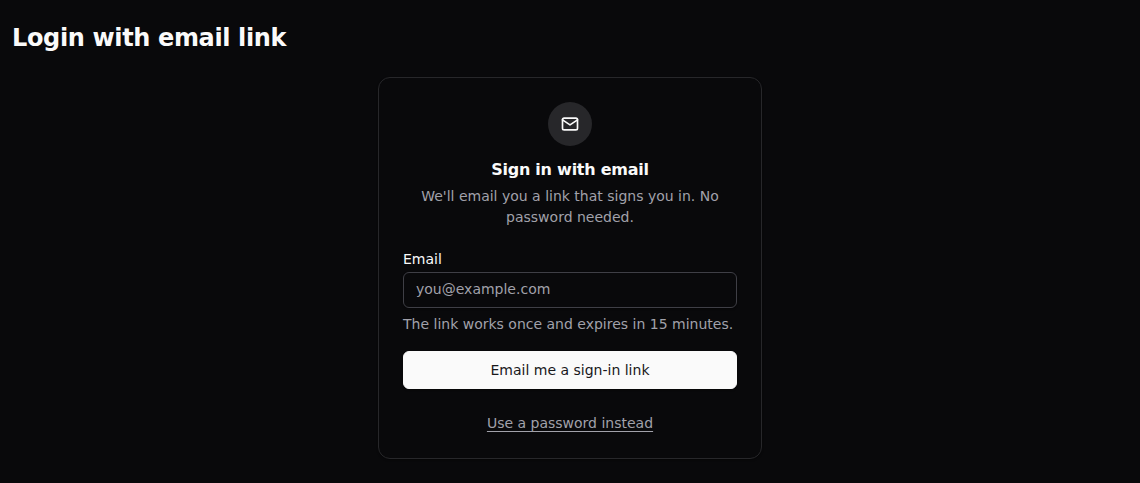 Login with email link
Sign in with email
We'll email you a link that signs you in. No
password needed.
Email
you@example.com
The link works once and expires in 15 minutes.
Email me a sign-in link
Use a password instead